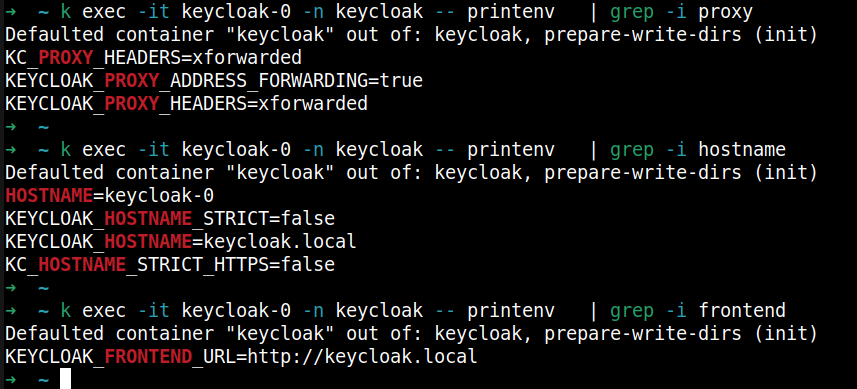 ➜  ~ k exec -it keycloak-0 -n keycloak -- printenv   | grep -i proxy
Defaulted container "keycloak" out of: keycloak, prepare-write-dirs (init)
KC_PROXY_HEADERS=xforwarded
KEYCLOAK_PROXY_ADDRESS_FORWARDING=true
KEYCLOAK_PROXY_HEADERS=xforwarded
➜  ~
➜  ~ k exec -it keycloak-0 -n keycloak -- printenv   | grep -i hostname
Defaulted container "keycloak" out of: keycloak, prepare-write-dirs (init)
HOSTNAME=keycloak-0
KEYCLOAK_HOSTNAME_STRICT=false
KEYCLOAK_HOSTNAME=keycloak.local
KC_HOSTNAME_STRICT_HTTPS=false
➜  ~
➜  ~ k exec -it keycloak-0 -n keycloak -- printenv   | grep -i frontend
Defaulted container "keycloak" out of: keycloak, prepare-write-dirs (init)
KEYCLOAK_FRONTEND_URL=http://keycloak.local
➜  ~